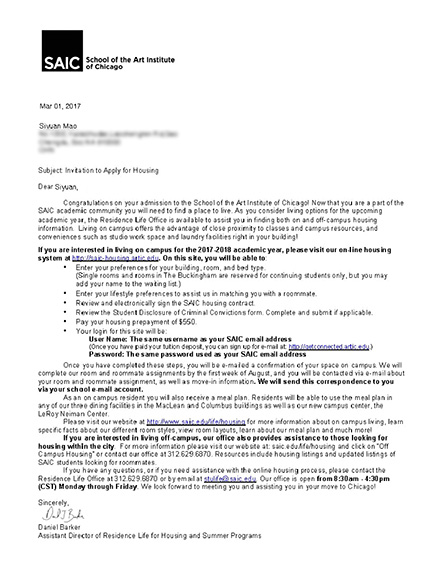 SAIC
School of the Art Institute
of Chicago
Mar 01, 2017
Siyuan Mao
Subject: Invitation to Apply for Housing
Dear Siyuan,
Congratulations on your admission to the School of the Art Institute of Chicago! Now that you are a part of the
SAIC academic community you will need to find a place to live. As you consider living options for the upcoming
academic year, the Residence Life Office is available to assist you in finding both on and off-campus housing
information. Living on campus offers the advantage of close proximity to classes and campus resources, and
conveniences such as studio work space and laundry facilities right in your building!
If you are interested in living on campus for the 2017-2018 academic year, please visit our on-line housing
system at http://saic-housing.artic.edu. On this site, you will be able to:
• Enter your preferences for your building, room, and bed type.
(Single rooms and rooms in The Buckingham are reserved for continuing students only, but you may
add your name to the waiting list.)
• Enter your lifestyle preferences to assist us in matching you with a roommate.
• Review and electronically sign the SAIC housing contract.
• Review the Student Disclosure of Criminal Convictions form. Complete and submit if applicable.
• Pay your housing prepayment of $550.
• Your login for this site will be:
User Name: The same username as your SAIC email address
(Once you have paid your tuition deposit, you can sign up for e-mail at: http://getconnected.artic.edu.)
Password: The same password used as your SAIC email address
Once you have completed these steps, you will be e-mailed a confirmation of your space on campus. We will
complete our room and roommate assignments by the first week of August, and you will be contacted via e-mail about
your room and roommate assignment, as well as move-in information. We will send this correspondence to you
via your school e-mail account.
As an on campus resident you will also receive a meal plan. Residents will be able to use the meal plan in
any of our three dining facilities in the MacLean and Columbus buildings as well as our new campus center, the
LeRoy Neiman Center.
Please visit our website at http://www.saic.edu/life/housing for more information about on campus living, learn
specific facts about our different room styles, view room layouts, learn about our meal plan and much more!
If you are interested in living off-campus, our office also provides assistance to those looking for
housing within the city. For more information please visit our website at: saic.edu/life/housing and click on "Off
Campus Housing" or contact our office at 312.629.6870. Resources include housing listings and updated listings of
SAIC students looking for roommates.
If you have any questions, or if you need assistance with the online housing process, please contact the
Residence Life Office at 312.629.6870 or by email at stulife@saic.edu. Our office is open from 8:30am - 4:30pm
(CST) Monday through Friday. We look forward to meeting you and assisting you in your move to Chicago!
Sincerely,
Daniel Barker
Assistant Director of Residence Life for Housing and Summer Programs